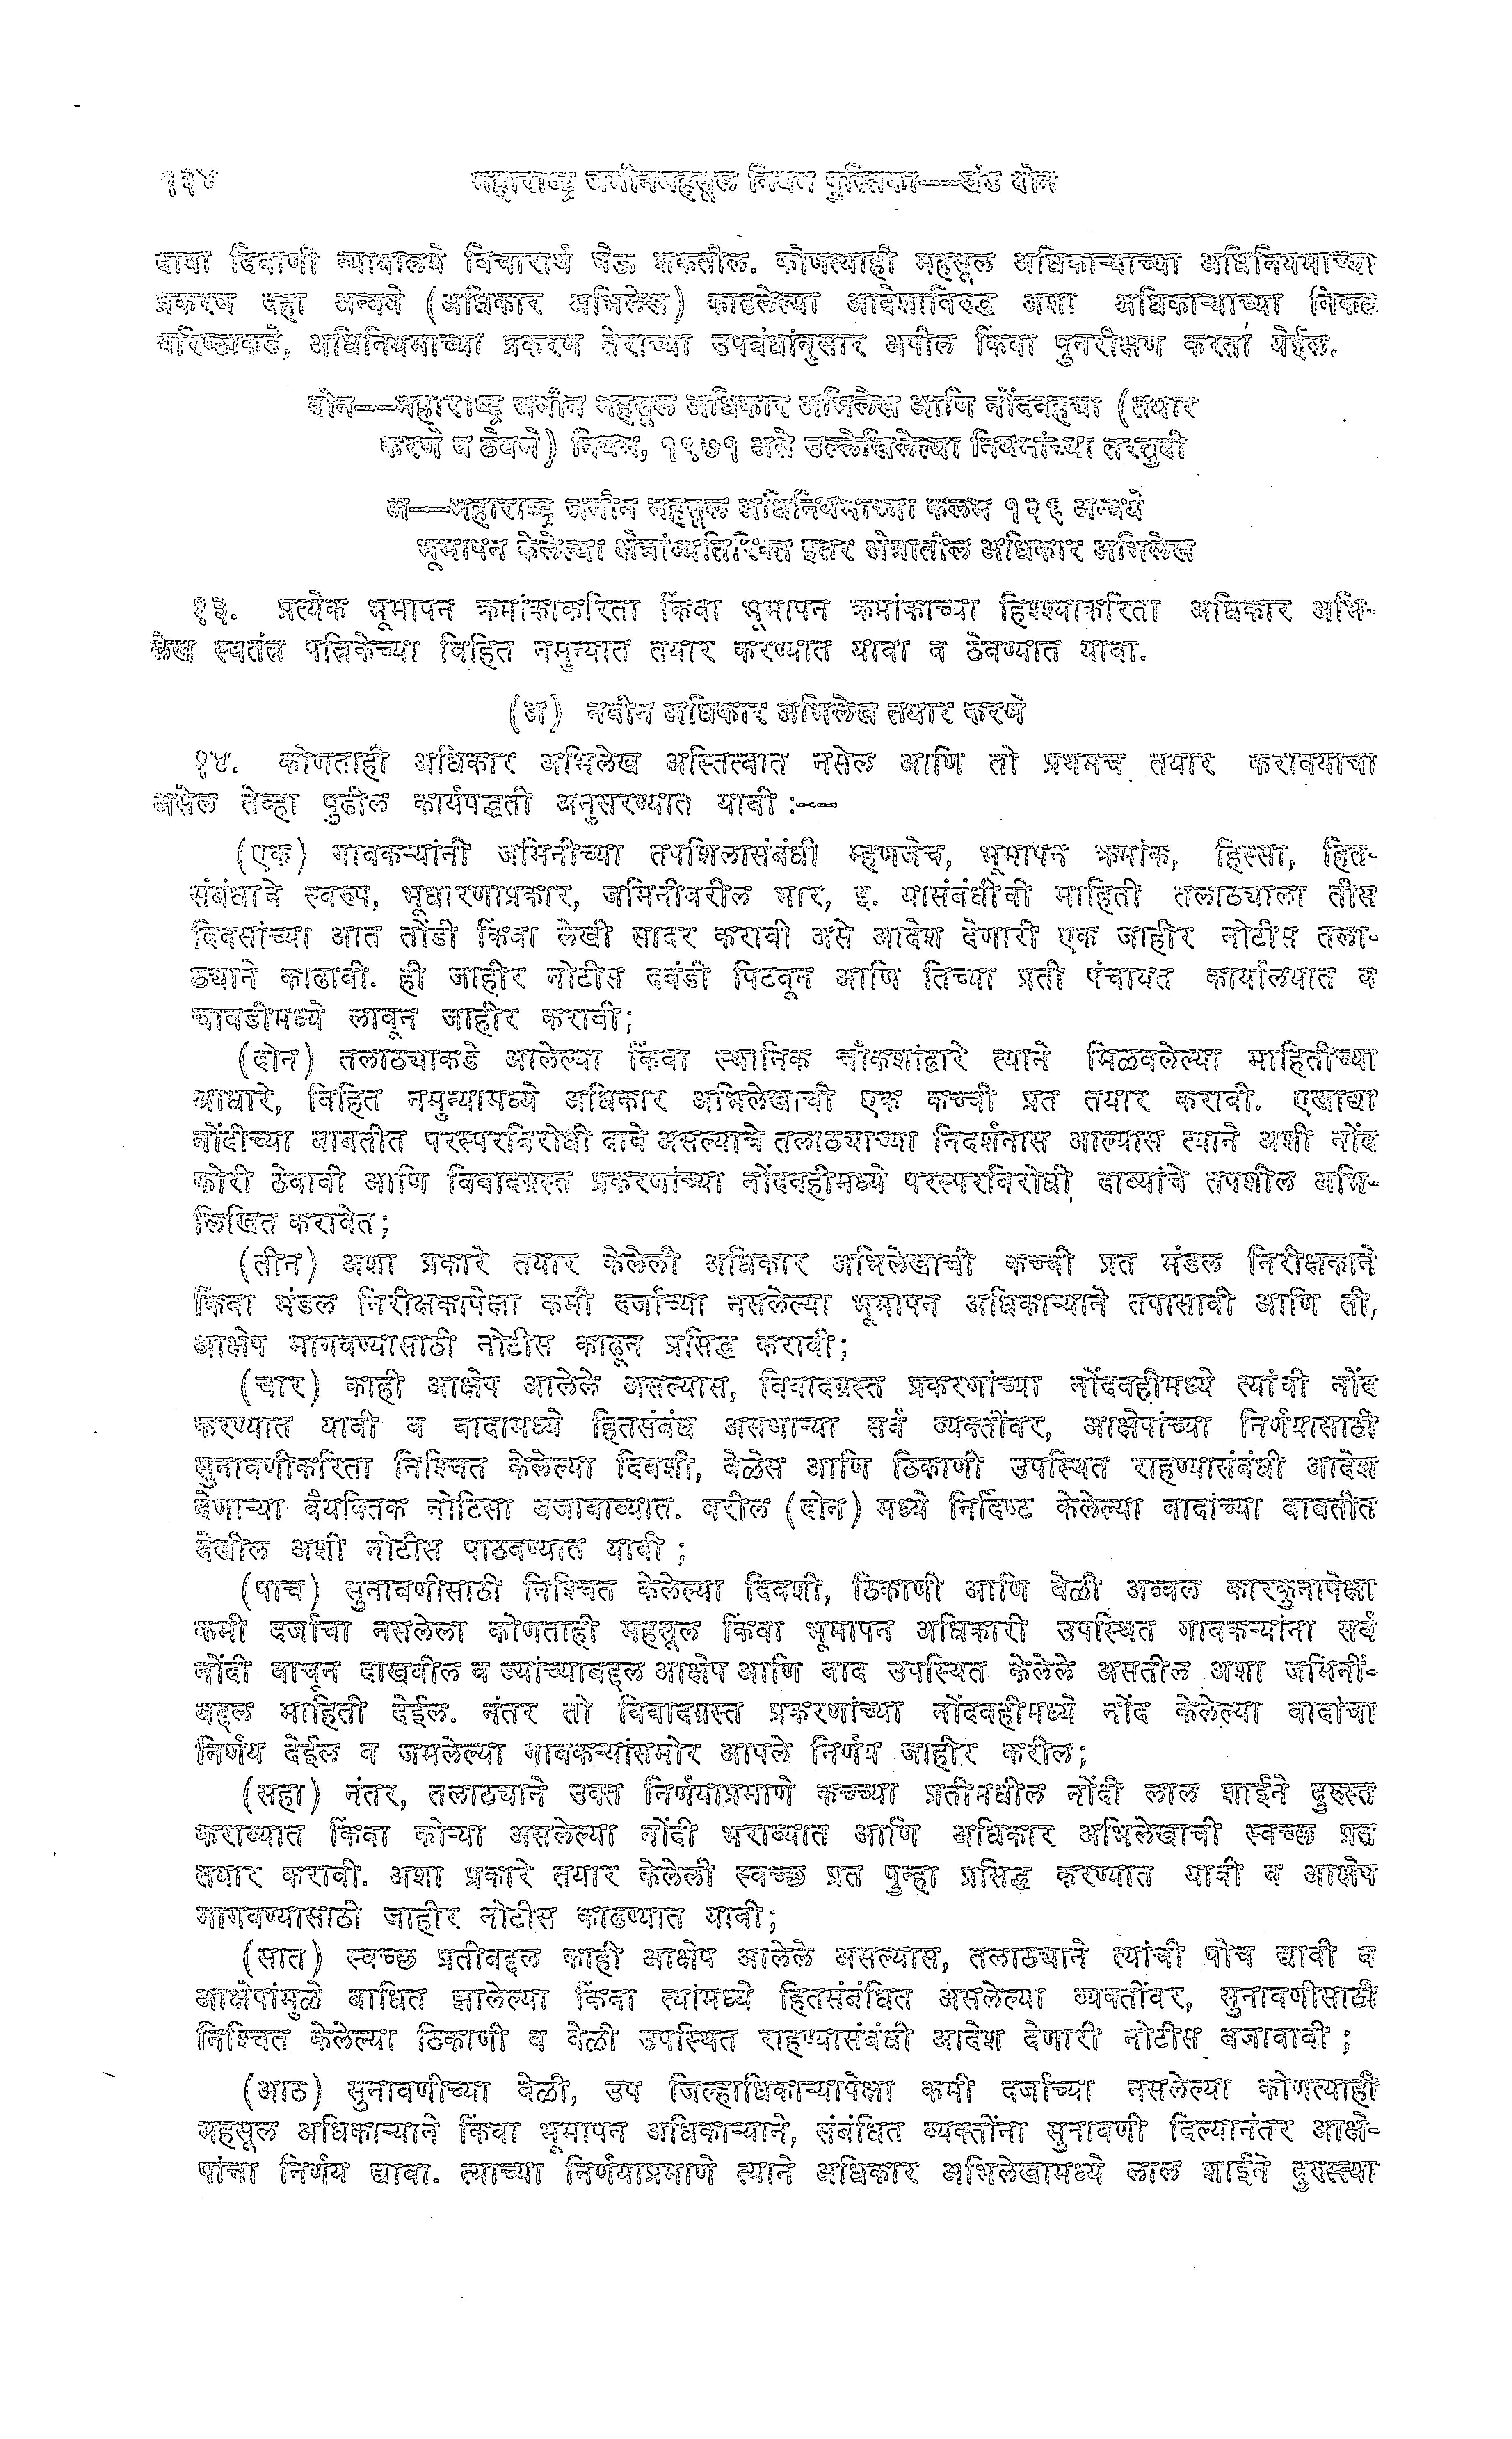 १२४ महाराष्ट्र जमीनमहसूल नियम पुस्तिका—खंड दोन
दावा दिवाणी न्यायालये विचारार्थ घेऊ शकतील. कोणत्याही महसूल अधिकाऱ्याच्या अधिनियमाच्या
प्रकरण दहा अन्वये (अधिकार अभिलेख) काढलेल्या आदेशाविरुद्ध अशा अधिकाऱ्याच्या निकट
वरिष्ठाकडे, अधिनियमाच्या प्रकरण तेराच्या उपबंधांनुसार अपील किंवा पुनरीक्षण करता येईल.
दोन—महाराष्ट्र जमीन महसूल अधिकार अभिलेख आणि नोंदवह्या (तयार
करणे व ठेवणे) नियम, १९७१ असे उल्लेखिलेल्या नियमांच्या तरतुदी
अ—महाराष्ट्र जमीन महसूल अधिनियमाच्या कलम १२६ अन्वये
भूमापन केलेल्या क्षेत्रांव्यतिरिक्त इतर क्षेत्रातील अधिकार अभिलेख
१३. प्रत्येक भूमापन क्रमांकाकरिता किंवा भूमापन क्रमांकाच्या हिश्श्याकरिता अधिकार अभि-
लेख स्वतंत्र पत्रिकेच्या विहित नमुन्यात तयार करण्यात यावा व ठेवण्यात यावा.
(अ) नवीन अधिकार अभिलेख तयार करणे
१४. कोणताही अधिकार अभिलेख अस्तित्वात नसेल आणि तो प्रथमच तयार करावयाचा
असेल तेव्हा पुढील कार्यपद्धती अनुसरण्यात यावी :—
(एक) गावकऱ्यांनी जमिनीच्या तपशिलासंबंधी म्हणजेच, भूमापन क्रमांक, हिस्सा, हित-
संबंधाचे स्वरुप, भूधारणाप्रकार, जमिनीवरील भार, इ. यासंबंधीची माहिती तलाठ्याला तीस
दिवसांच्या आत तोंडी किंवा लेखी सादर करावी असे आदेश देणारी एक जाहीर नोटीस तला-
ठ्याने काढावी. ही जाहीर नोटीस दवंडी पिटवून आणि तिच्या प्रती पंचायत कार्यालयात व
चावडीमध्ये लावून जाहीर करावी;
(दोन) तलाठ्याकडे आलेल्या किंवा स्थानिक चौकशांद्वारे त्याने मिळवलेल्या माहितीच्या
आधारे, विहित नमुन्यामध्ये अधिकार अभिलेखाची एक कच्ची प्रत तयार करावी. एखाद्या
नोंदीच्या बाबतीत परस्परविरोधी दावे असल्याचे तलाठ्याच्या निदर्शनास आल्यास त्याने अशी नोंद
कोरी ठेवावी आणि विवादग्रस्त प्रकरणांच्या नोंदवहीमध्ये परस्परविरोधी दाव्यांचे तपशील अभि-
लिखित करावेत;
(तीन) अशा प्रकारे तयार केलेली अधिकार अभिलेखाची कच्ची प्रत मंडल निरीक्षकाने
किंवा मंडल निरीक्षकापेक्षा कमी दर्जाच्या नसलेल्या भूमापन अधिकाऱ्याने तपासावी आणि ती,
आक्षेप मागवण्यासाठी नोटीस काढून प्रसिद्ध करावी;
(चार) काही आक्षेप आलेले असल्यास, विवादग्रस्त प्रकरणांच्या नोंदवहीमध्ये त्यांची नोंद
करण्यात यावी व वादामध्ये हितसंबंध असणाऱ्या सर्व व्यक्तींवर, आक्षेपांच्या निर्णयासाठी
सुनावणीकरिता निश्चित केलेल्या दिवशी, वेळेस आणि ठिकाणी उपस्थित राहण्यासंबंधी आदेश
देणाऱ्या वैयक्तिक नोटिसा बजावाव्यात. वरील (दोन) मध्ये निर्दिष्ट केलेल्या वादांच्या बाबतीत
देखील अशी नोटीस पाठवण्यात यावी ;
(पाच) सुनावणीसाठी निश्चित केलेल्या दिवशी, ठिकाणी आणि वेळी अव्वल कारकुनापेक्षा
कमी दर्जाचा नसलेला कोणताही महसूल किंवा भूमापन अधिकारी उपस्थित गावकऱ्यांना सर्व
नोंदी वाचून दाखवील व ज्यांच्याबद्दल आक्षेप आणि वाद उपस्थित केलेले असतील अशा जमिनीं-
बद्दल माहिती देईल. नंतर तो विवादग्रस्त प्रकरणांच्या नोंदवहीमध्ये नोंद केलेल्या वादांचा
निर्णय देईल व जमलेल्या गावकऱ्यांसमोर आपले निर्णय जाहीर करील;
(सहा) नंतर, तलाठ्याने उक्त निर्णयाप्रमाणे कच्च्या प्रतीमधील नोंदी लाल शाईने दुरुस्त
कराव्यात किंवा कोऱ्या असलेल्या नोंदी भराव्यात आणि अधिकार अभिलेखाची स्वच्छ प्रत
तयार करावी. अशा प्रकारे तयार केलेली स्वच्छ प्रत पुन्हा प्रसिद्ध करण्यात यावी व आक्षेप
मागवण्यासाठी जाहीर नोटीस काढण्यात यावी;
(सात) स्वच्छ प्रतीबद्दल काही आक्षेप आलेले असल्यास, तलाठ्याने त्यांची पोच द्यावी व
आक्षेपांमुळे बाधित झालेल्या किंवा त्यांमध्ये हितसंबंधित असलेल्या व्यक्तींवर, सुनावणीसाठी
निश्चित केलेल्या ठिकाणी व वेळी उपस्थित राहण्यासंबंधी आदेश देणारी नोटीस बजावावी ;
(आठ) सुनावणीच्या वेळी, उप जिल्हाधिकाऱ्यापेक्षा कमी दर्जाच्या नसलेल्या कोणत्याही
महसूल अधिकाऱ्याने किंवा भूमापन अधिकाऱ्याने, संबंधित व्यक्तींना सुनावणी दिल्यानंतर आक्षे-
पांचा निर्णय द्यावा. त्याच्या निर्णयाप्रमाणे त्याने अधिकार अभिलेखामध्ये लाल शाईने दुरुस्त्या